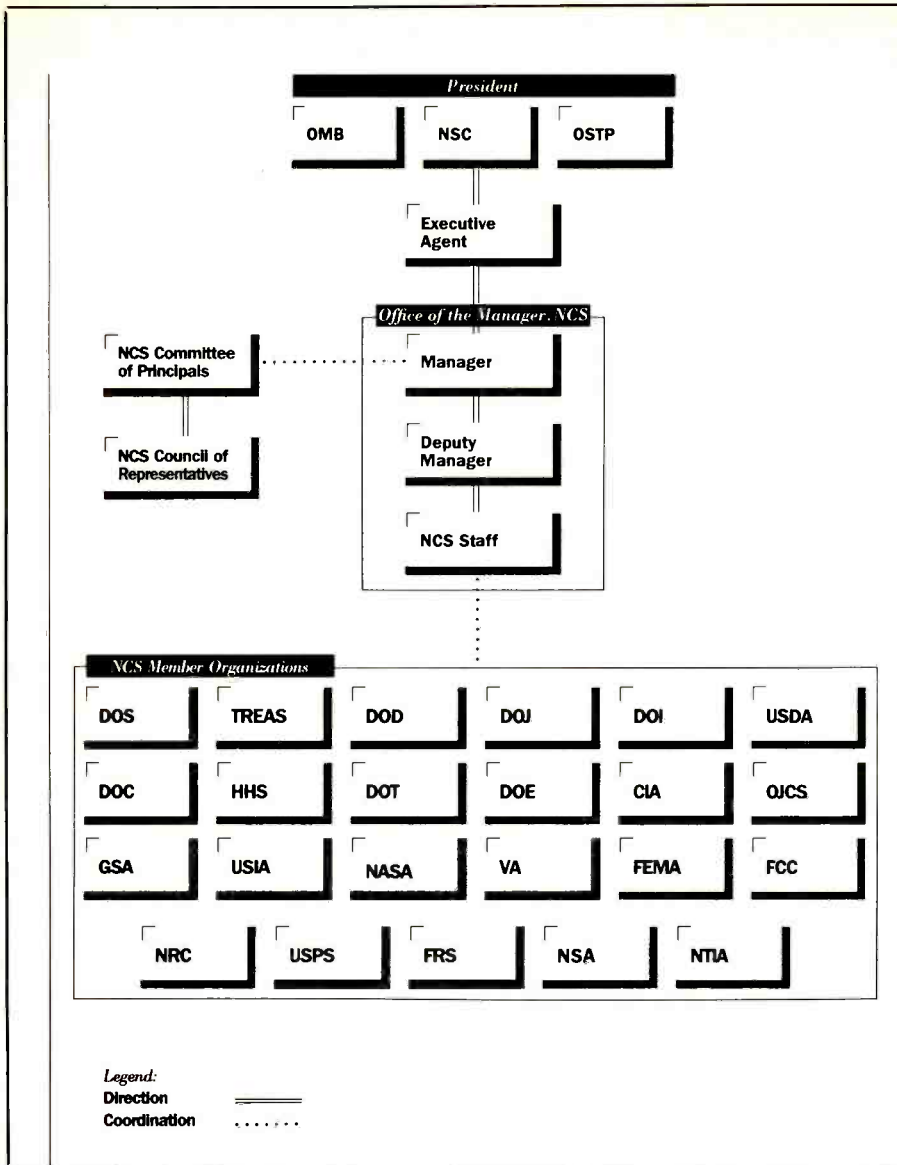 President
OMB
NSC
OSTP
Executive
Agent
Office of the Manager, NCS
NCS Committee
of Principals
Manager
NCS Council of
Representatives
Deputy
Manager
NCS Staff
NCS Member Organizations
DOS
TREAS
DOD
DOJ
DOI
USDA
DOC
HHS
DOT
DOE
CIA
OJCS
GSA
USIA
NASA
VA
FEMA
FCC
NRC
USPS
FRS
NSA
NTIA
Legend:
Direction
Coordination